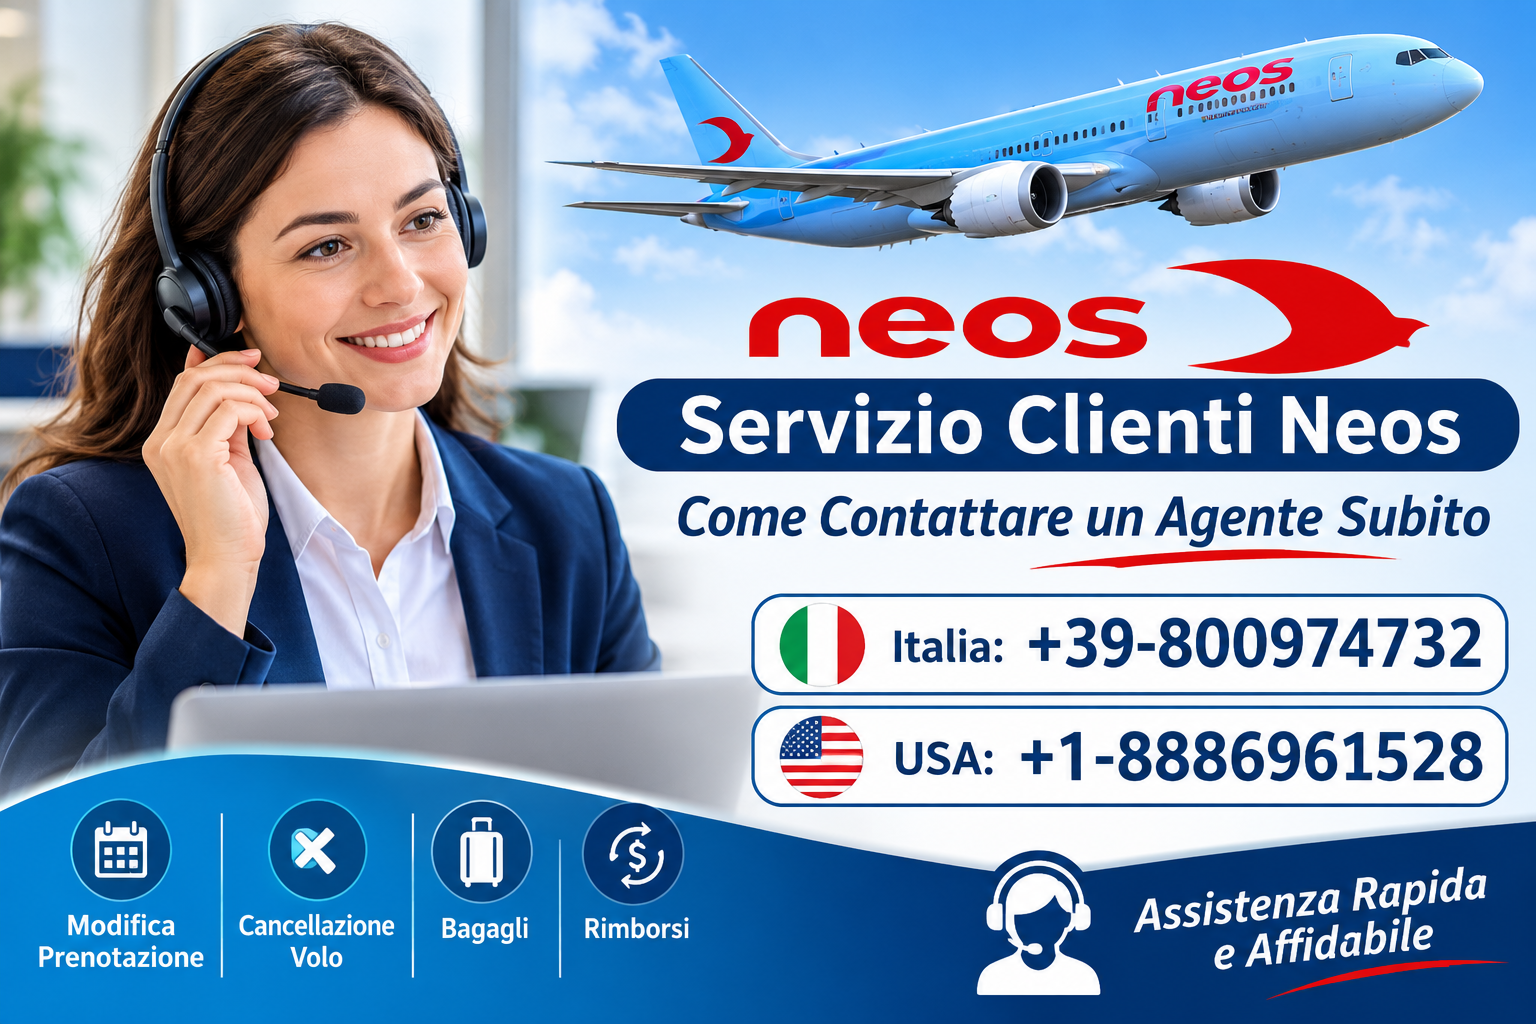 neos
neos
Servizio Clienti Neos
Come Contattare un Agente Subito
Italia: +39-800974732
USA: +1-8886961528
Modifica
Prenotazione
Cancellazione
Volo
Bagagli
Rimborsi
$
Assistenza Rapida
e Affidabile